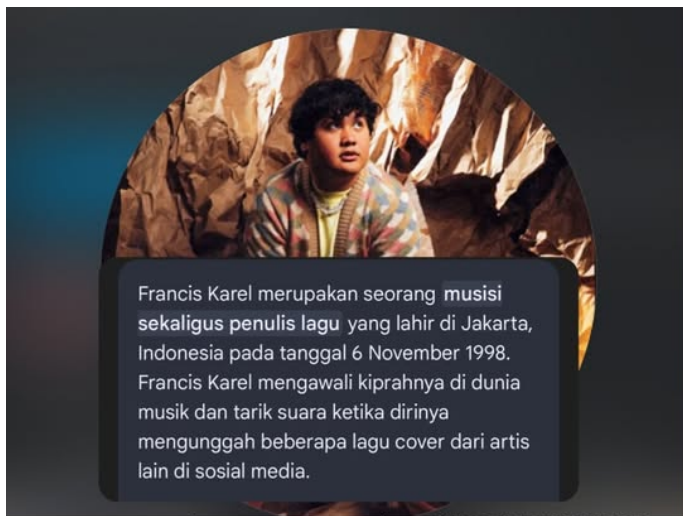 Francis Karel merupakan seorang musisi
sekaligus penulis lagu yang lahir di Jakarta,
Indonesia pada tanggal 6 November 1998.
Francis Karel mengawali kiprahnya di dunia
musik dan tarik suara ketika dirinya
mengunggah beberapa lagu cover dari artis
lain di sosial media.